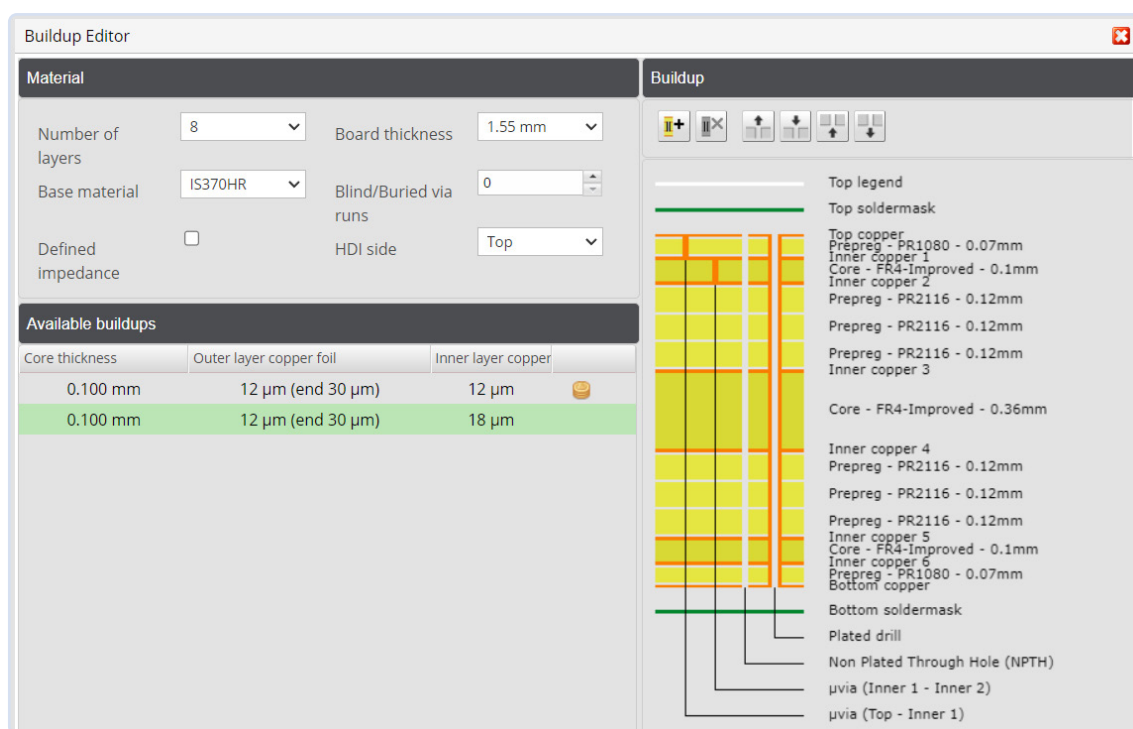 Buildup Editor
Material
Number of layers
8
Board thickness
1.55 mm
Base material
IS370HR
Blind/Buried via runs
0
Defined impedance
HDI side
Top
Available buildups
Core thickness Outer layer copper foil Inner layer copper
0.100 mm 12 µm (end 30 µm) 12 µm
0.100 mm 12 µm (end 30 µm) 18 µm
Buildup
Top legend
Top soldermask
Top copper
Prepreg - PR1080 - 0.07mm
Inner copper 1
Core - FR4-Improved - 0.1mm
Inner copper 2
Prepreg - PR2116 - 0.12mm
Prepreg - PR2116 - 0.12mm
Prepreg - PR2116 - 0.12mm
Inner copper 3
Core - FR4-Improved - 0.36mm
Inner copper 4
Prepreg - PR2116 - 0.12mm
Prepreg - PR2116 - 0.12mm
Prepreg - PR2116 - 0.12mm
Inner copper 5
Core - FR4-Improved - 0.1mm
Inner copper 6
Prepreg - PR1080 - 0.07mm
Bottom copper
Bottom soldermask
Plated drill
Non Plated Through Hole (NPTH)
µvia (Inner 1 - Inner 2)
µvia (Top - Inner 1)